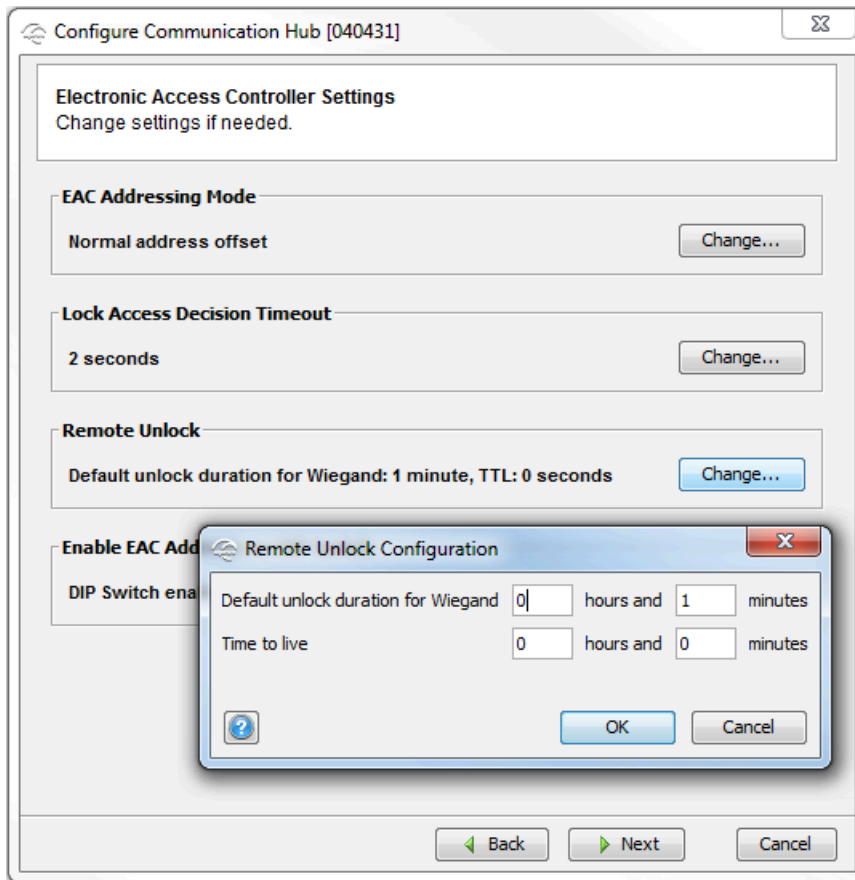 Configure Communication Hub [040431]
Electronic Access Controller Settings
Change settings if needed.
EAC Addressing Mode
Normal address offset
Change...
Lock Access Decision Timeout
2 seconds
Change...
Remote Unlock
Default unlock duration for Wiegand: 1 minute, TTL: 0 seconds
Change...
Enable EAC Add
DIP Switch ena
Remote Unlock Configuration
Default unlock duration for Wiegand 0 hours and 1 minutes
Time to live 0 hours and 0 minutes
?
OK Cancel
Back Next Cancel